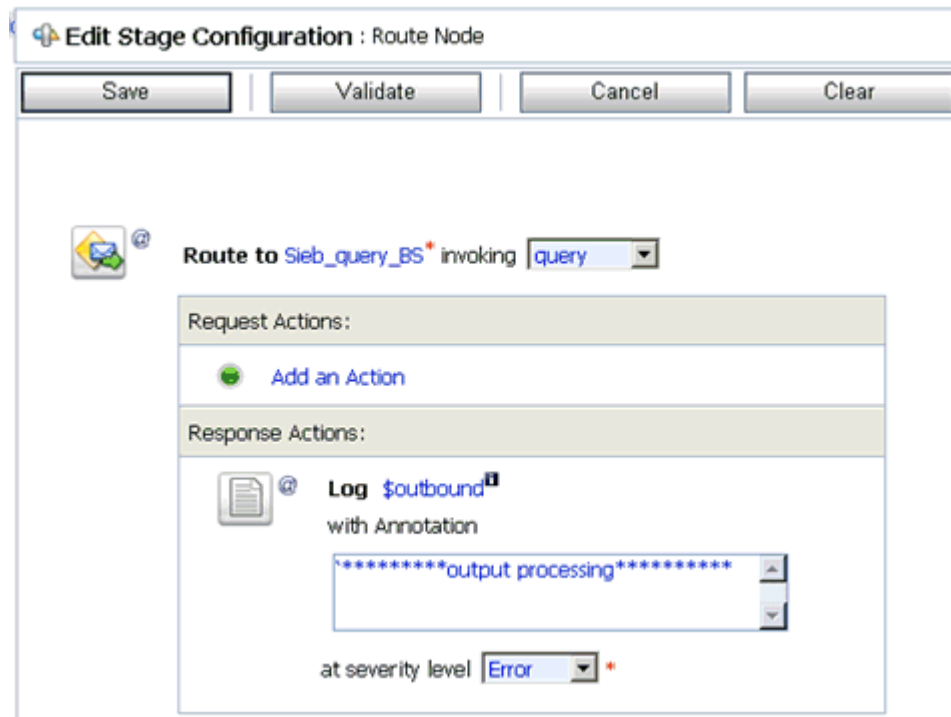 Edit Stage Configuration : Route Node
Save Validate Cancel Clear
@ Route to Sieb_query_BS* invoking query
Request Actions:
Add an Action
Response Actions:
@ Log $outbound
with Annotation
'*********output processing**********
at severity level Error *